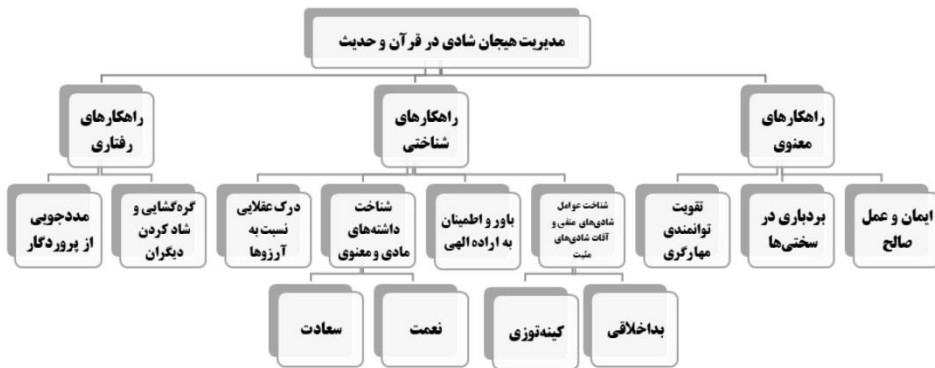 مدیریت هیجان شادی در قرآن و حدیث
راهکارهای
معنوی
راهکارهای
شناختی
راهکارهای
رفتاری
ایمان و عمل
صالح
بردباری در
سختی‌ها
تقویت
توانمندی
مهارگری
شناخت عوامل
شادی‌های منفی و
آفات شادی‌های
مثبت
باور و اطمینان
به اراده الهی
شناخت
داشته‌های
مادی و معنوی
درک عقلایی
نسبت به
آرزوها
گره‌گشایی و
شاد کردن
دیگران
مددجویی
از پروردگار
بداخلاقی
کینه‌توزی
نعمت
سعادت